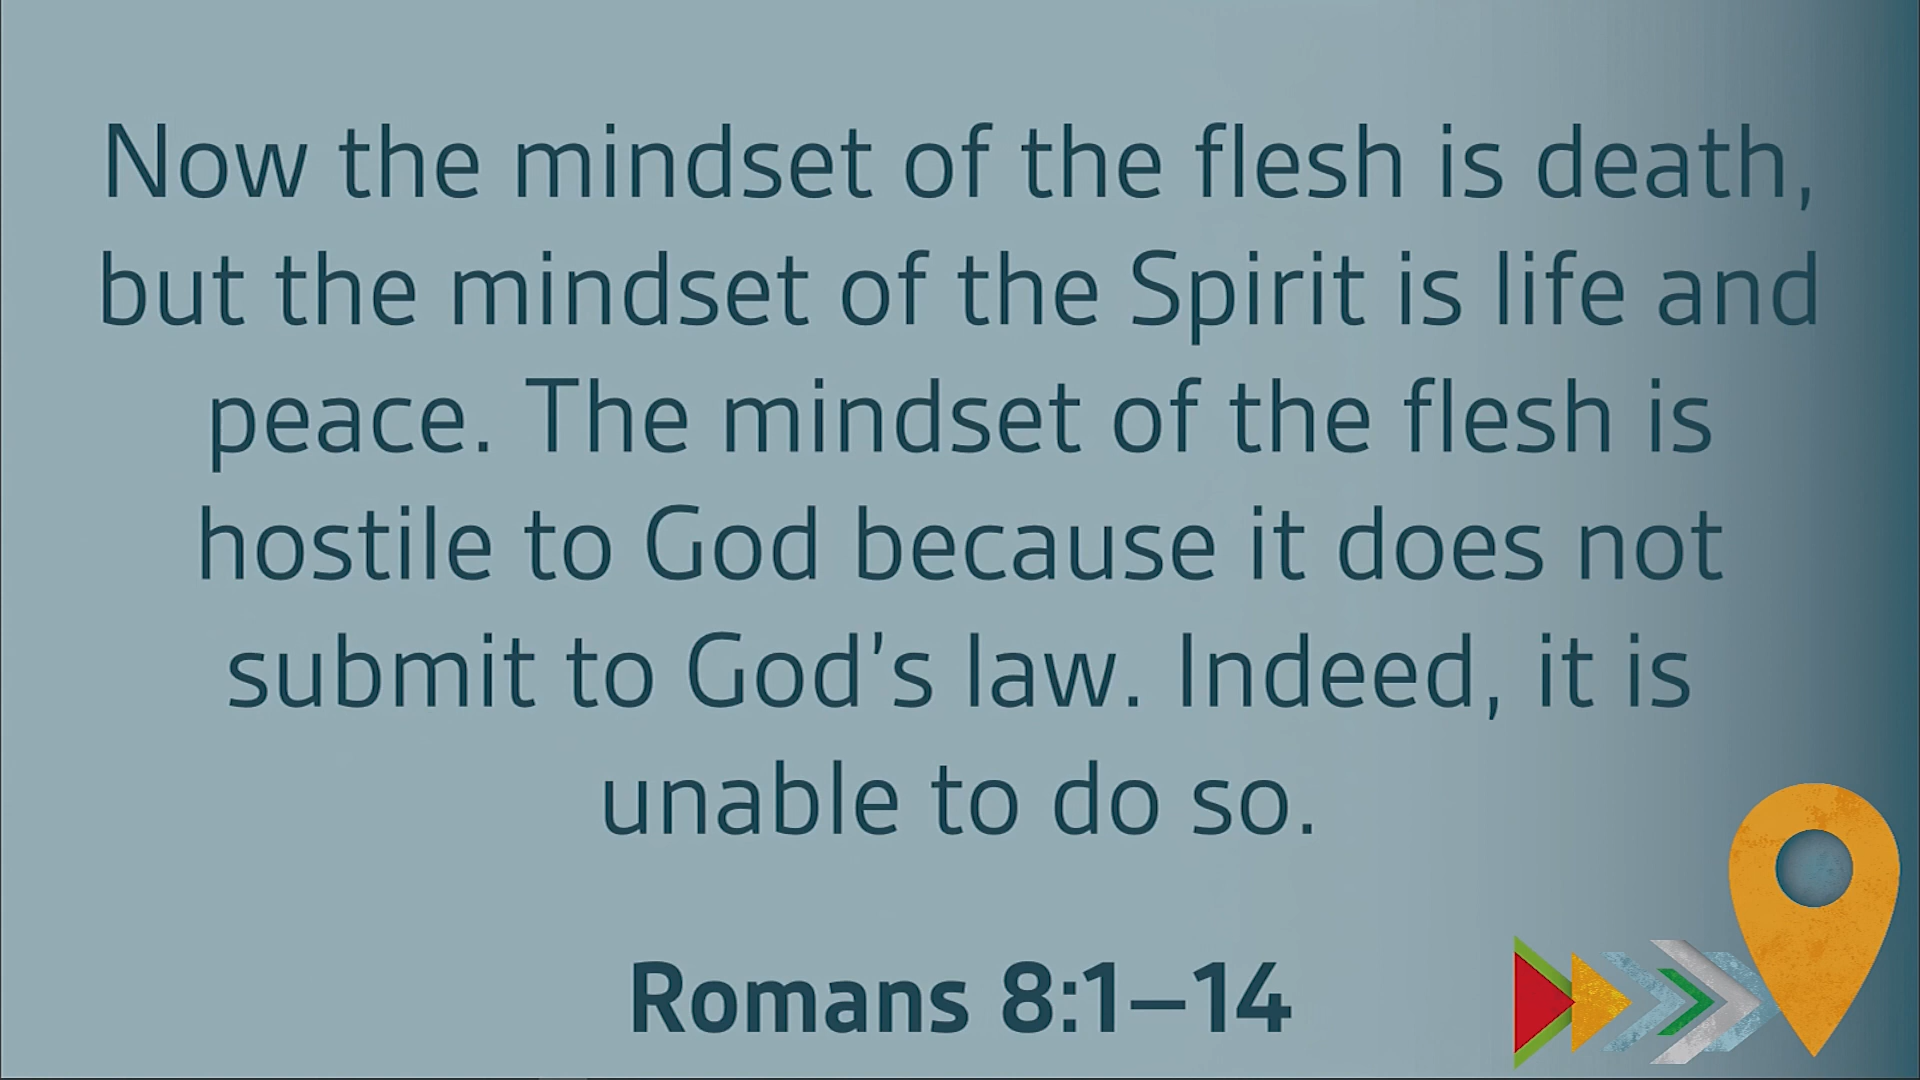 Now the mindset of the flesh is death,
but the mindset of the Spirit is life and
peace. The mindset of the flesh is
hostile to God because it does not
submit to God’s law. Indeed, it is
unable to do so.
Romans 8:1–14